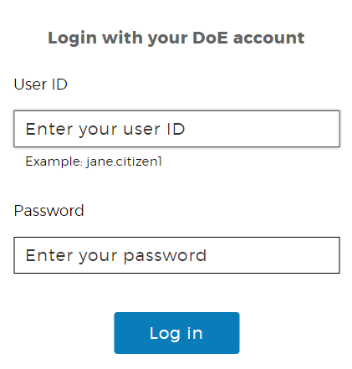 Login with your DoE account
User ID
Enter your user ID
Example: jane.citizen1
Password
Enter your password
Log in